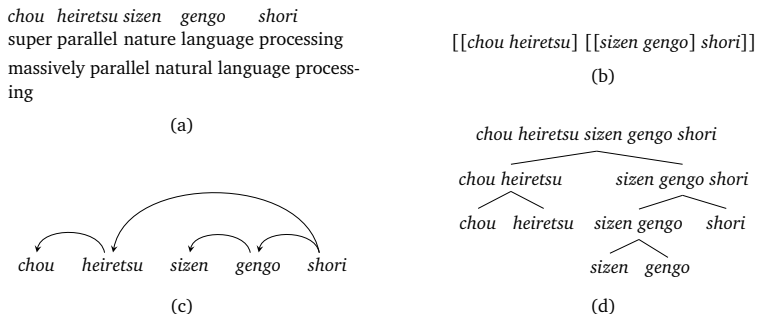 chou heiretsu sizen gengo shori
super parallel nature language processing
massively parallel natural language process-
ing
(a)
[[chou heiretsu] [[sizen gengo] shori]]
(b)
chou heiretsu sizen gengo shori
(c)
chou heiretsu sizen gengo shori
chou heiretsu sizen gengo shori
chou heiretsu sizen gengo shori
sizen gengo
(d)